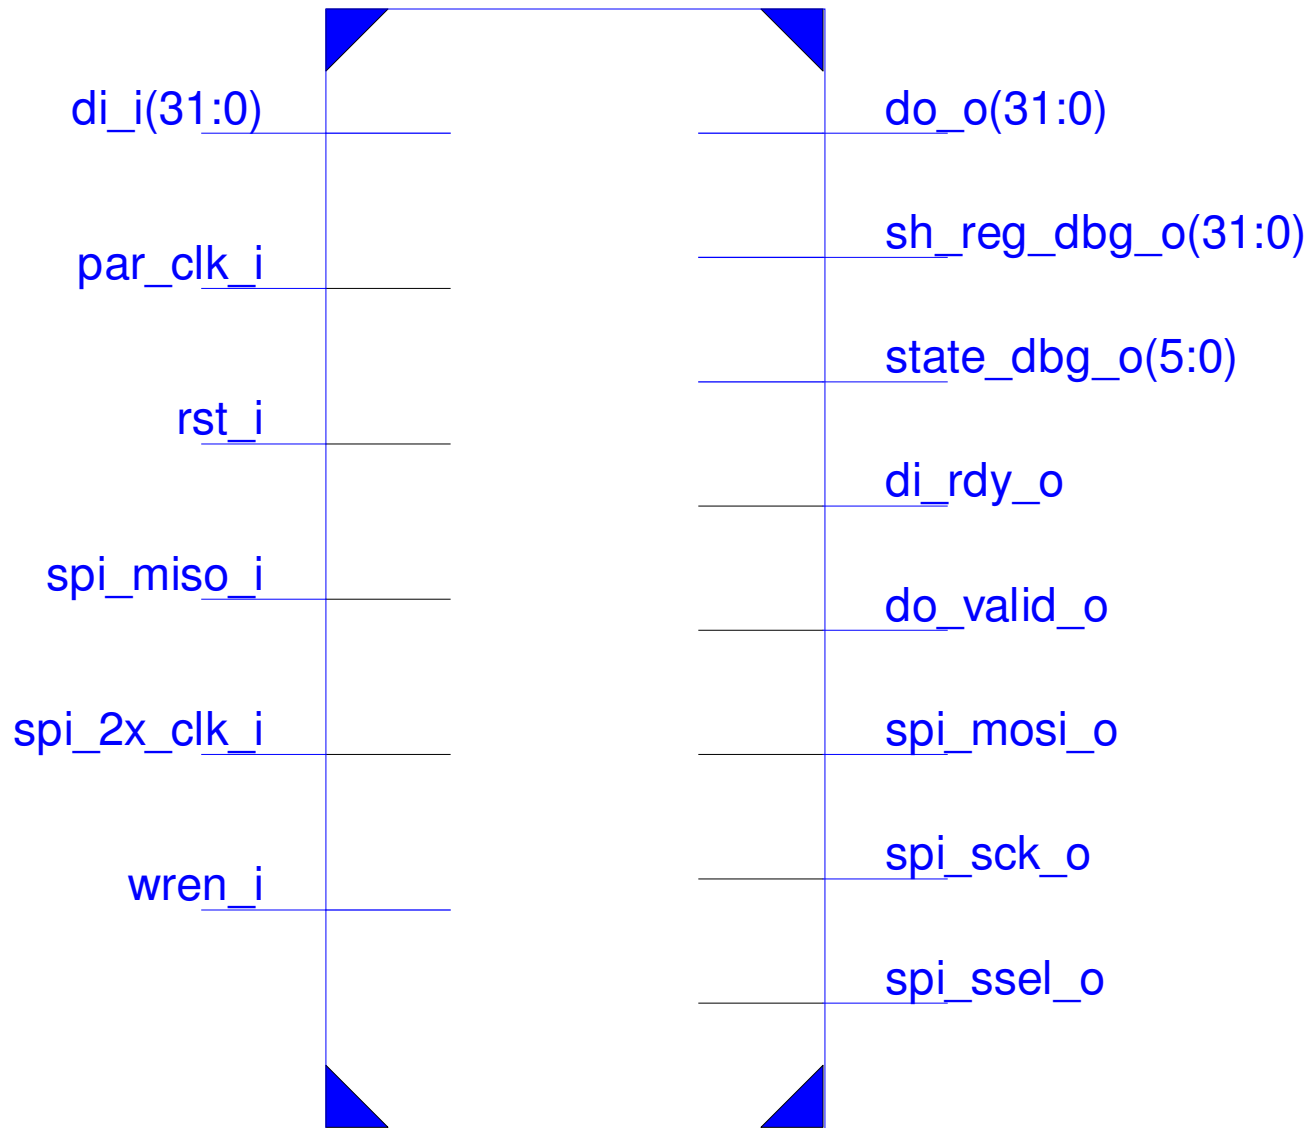 di_i(31:0)
par_clk_i
rst_i
spi_miso_i
spi_2x_clk_i
wren_i
do_o(31:0)
sh_reg_dbg_o(31:0)
state_dbg_o(5:0)
di_rdy_o
do_valid_o
spi_mosi_o
spi_sck_o
spi_ssel_o